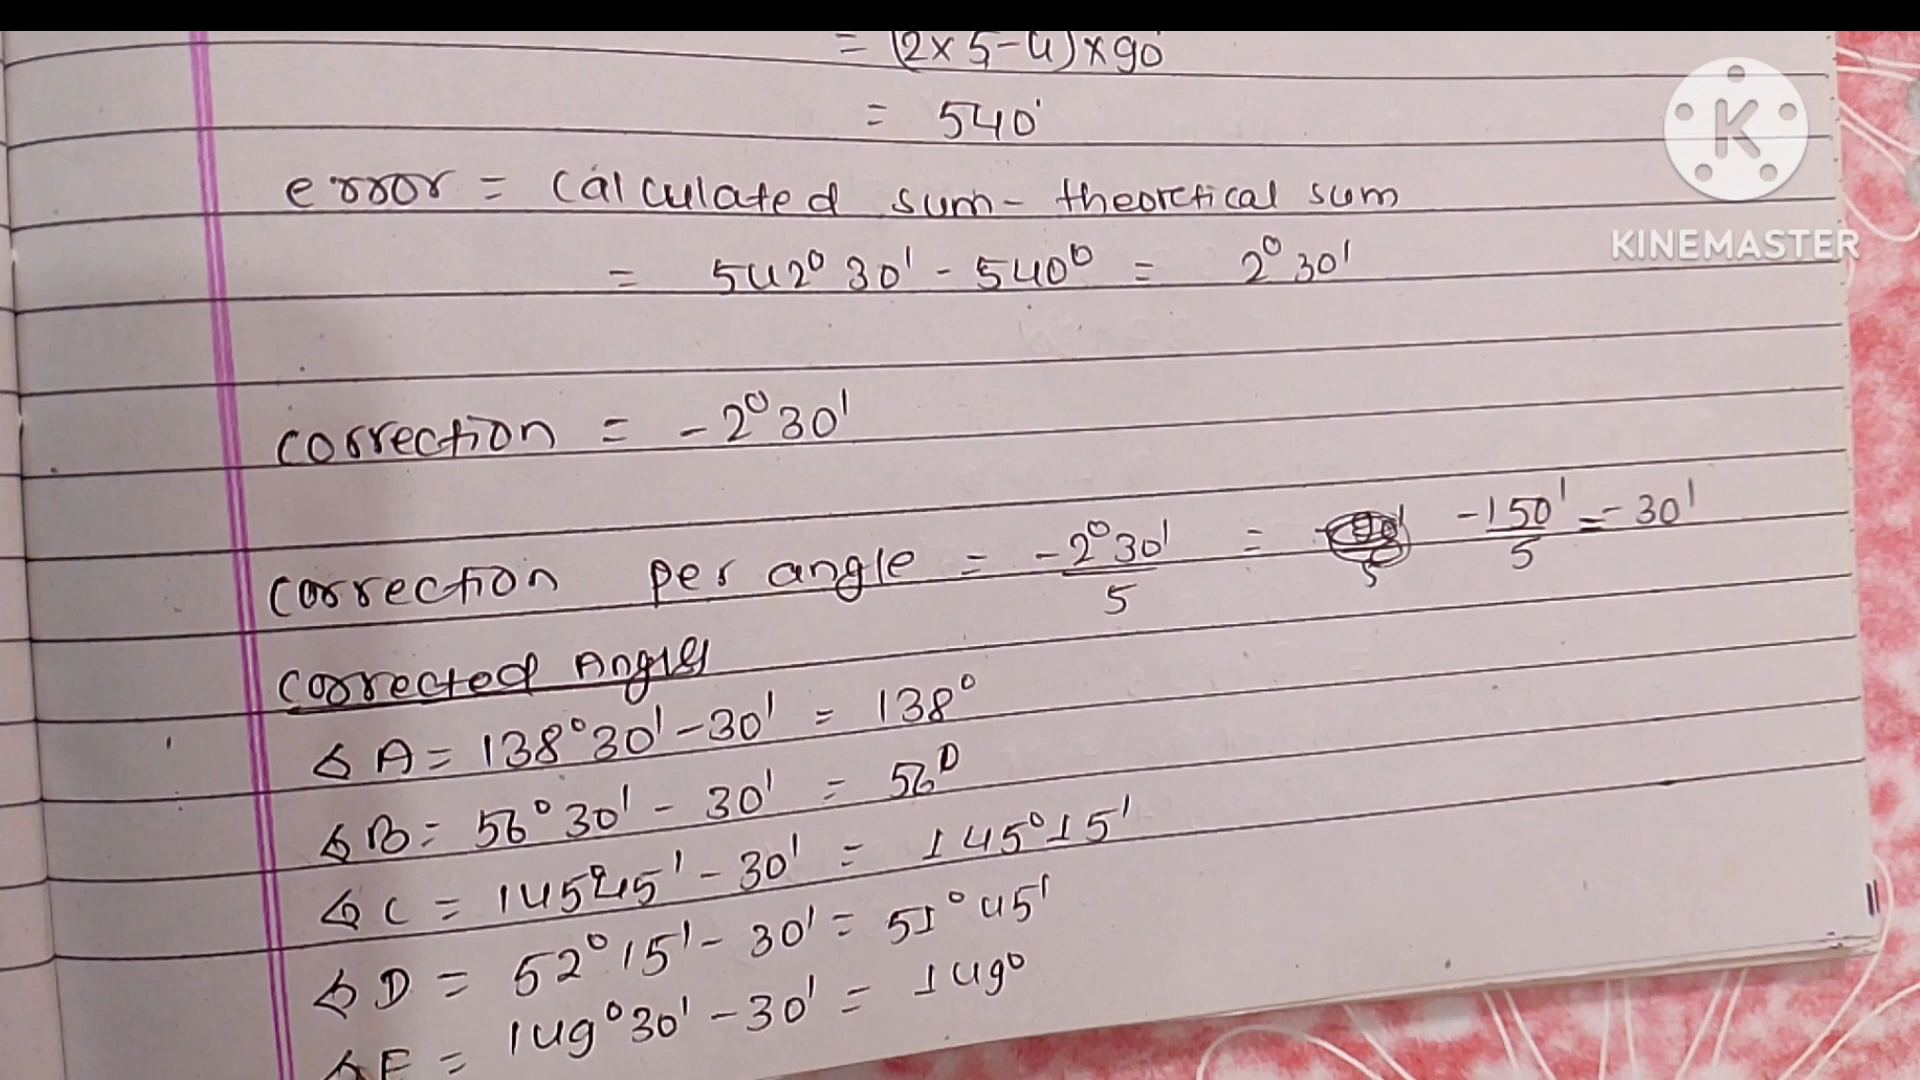 = (2×5-4)×90°
= 540°
error = calculated sum - theoretical sum
= 542° 30' - 540° = 2° 30'
correction = -2° 30'
correction per angle = -2° 30' / 5 = -150' / 5 = -30'
corrected Angles
∠A = 138° 30' - 30' = 138°
∠B = 56° 30' - 30' = 56°
∠C = 145° 45' - 30' = 145° 15'
∠D = 52° 15' - 30' = 51° 45'
∠E = 149° 30' - 30' = 149°
K
KINEMASTER